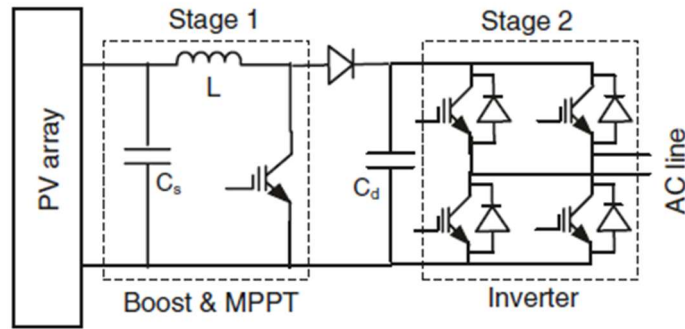 Stage 1
Stage 2
PV array
L
Cs
Cd
AC line
Boost & MPPT
Inverter